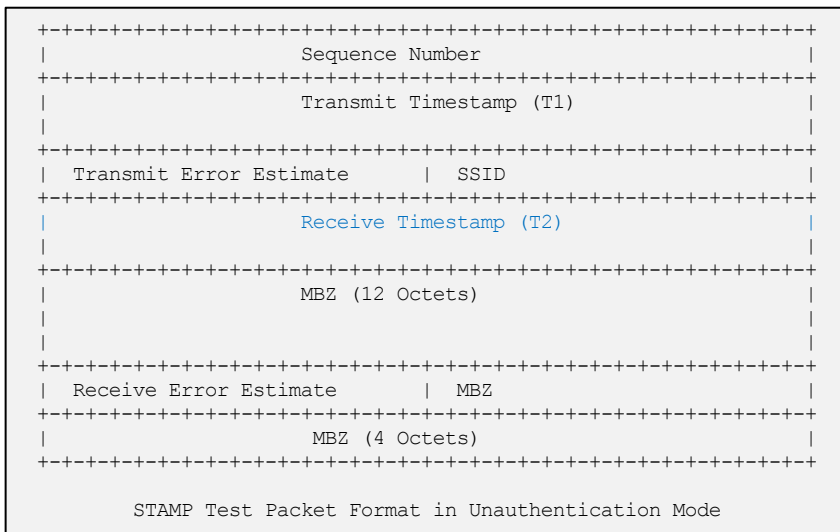 +-+-+-+-+-+-+-+-+-+-+-+-+-+-+-+-+-+-+-+-+-+-+-+-+-+-+-+-+-+-+-+-+
|                     Sequence Number                           |
+-+-+-+-+-+-+-+-+-+-+-+-+-+-+-+-+-+-+-+-+-+-+-+-+-+-+-+-+-+-+-+-+
|                     Transmit Timestamp (T1)                   |
|                                                               |
+-+-+-+-+-+-+-+-+-+-+-+-+-+-+-+-+-+-+-+-+-+-+-+-+-+-+-+-+-+-+-+-+
|  Transmit Error Estimate      |  SSID                         |
+-+-+-+-+-+-+-+-+-+-+-+-+-+-+-+-+-+-+-+-+-+-+-+-+-+-+-+-+-+-+-+-+
|                     Receive Timestamp (T2)                    |
|                                                               |
+-+-+-+-+-+-+-+-+-+-+-+-+-+-+-+-+-+-+-+-+-+-+-+-+-+-+-+-+-+-+-+-+
|                     MBZ (12 Octets)                           |
|                                                               |
|                                                               |
+-+-+-+-+-+-+-+-+-+-+-+-+-+-+-+-+-+-+-+-+-+-+-+-+-+-+-+-+-+-+-+-+
|  Receive Error Estimate       |  MBZ                          |
+-+-+-+-+-+-+-+-+-+-+-+-+-+-+-+-+-+-+-+-+-+-+-+-+-+-+-+-+-+-+-+-+
|                      MBZ (4 Octets)                           |
+-+-+-+-+-+-+-+-+-+-+-+-+-+-+-+-+-+-+-+-+-+-+-+-+-+-+-+-+-+-+-+-+
STAMP Test Packet Format in Unauthentication Mode